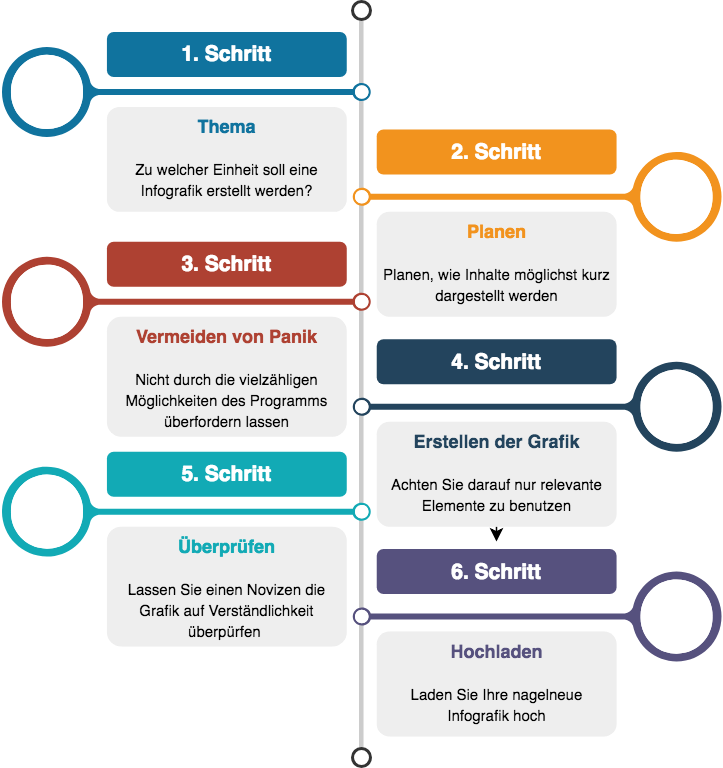 1. Schritt
Thema
Zu welcher Einheit soll eine
Infografik erstellt werden?
2. Schritt
Planen
Planen, wie Inhalte möglichst kurz
dargestellt werden
3. Schritt
Vermeiden von Panik
Nicht durch die vielzähligen
Möglichkeiten des Programms
überfordern lassen
4. Schritt
Erstellen der Grafik
Achten Sie darauf nur relevante
Elemente zu benutzen
5. Schritt
Überprüfen
Lassen Sie einen Novizen die
Grafik auf Verständlichkeit
überpürfen
6. Schritt
Hochladen
Laden Sie Ihre nagelneue
Infografik hoch